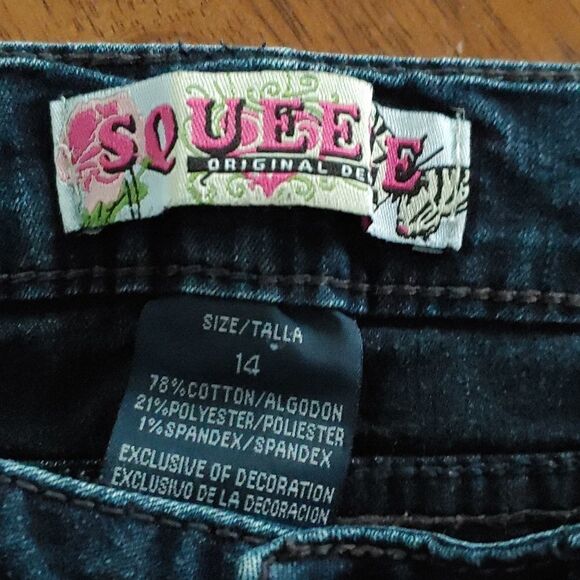 SQUEEE
ORIGINAL DE
SIZE/TALLA
14
78%COTTON/ALGODON
21%POLYESTER/POLIESTER
1%SPANDEX/SPANDEX
EXCLUSIVE OF DECORATION
EXCLUSIVO DE LA DECORACION